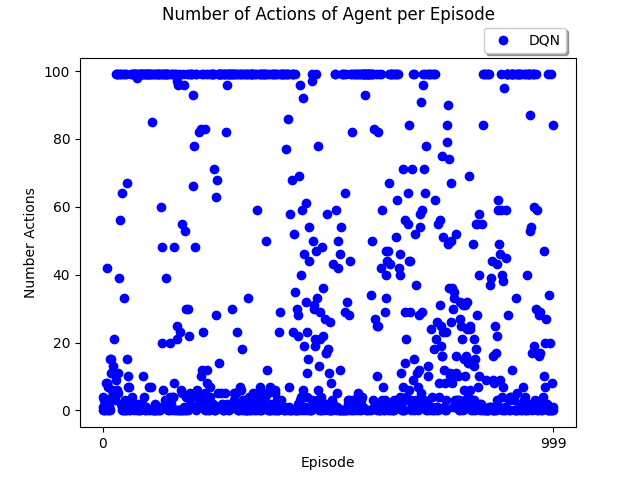 Number of Actions of Agent per Episode
DQN
100
80
60
40
20
0
Number Actions
0
999
Episode